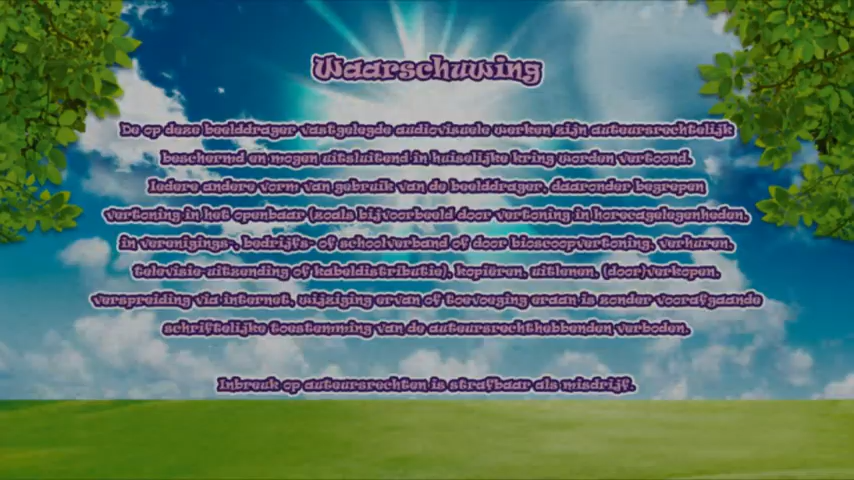 Waarschuwing
De op deze beelddrager vastgelegde audiovisuele werken zijn auteursrechtelijk
beschermd en mogen uitsluitend in huiselijke kring worden vertoond.
Iedere andere vorm van gebruik van de beelddrager, daaronder begrepen
vertoning in het openbaar (zoals bijvoorbeeld door vertoning in horecagelegenheden,
in verenigings-, bedrijfs- of schoolverband of door bioscoopvertoning, verhuren,
televisie-uitzending of kabeldistributie), kopiëren, uitlenen, (door)verkopen,
verspreiding via internet, wijziging ervan of toevoeging eraan is zonder voorafgaande
schriftelijke toestemming van de auteursrechthebbenden verboden.
Inbreuk op auteursrechten is strafbaar als misdrijf.